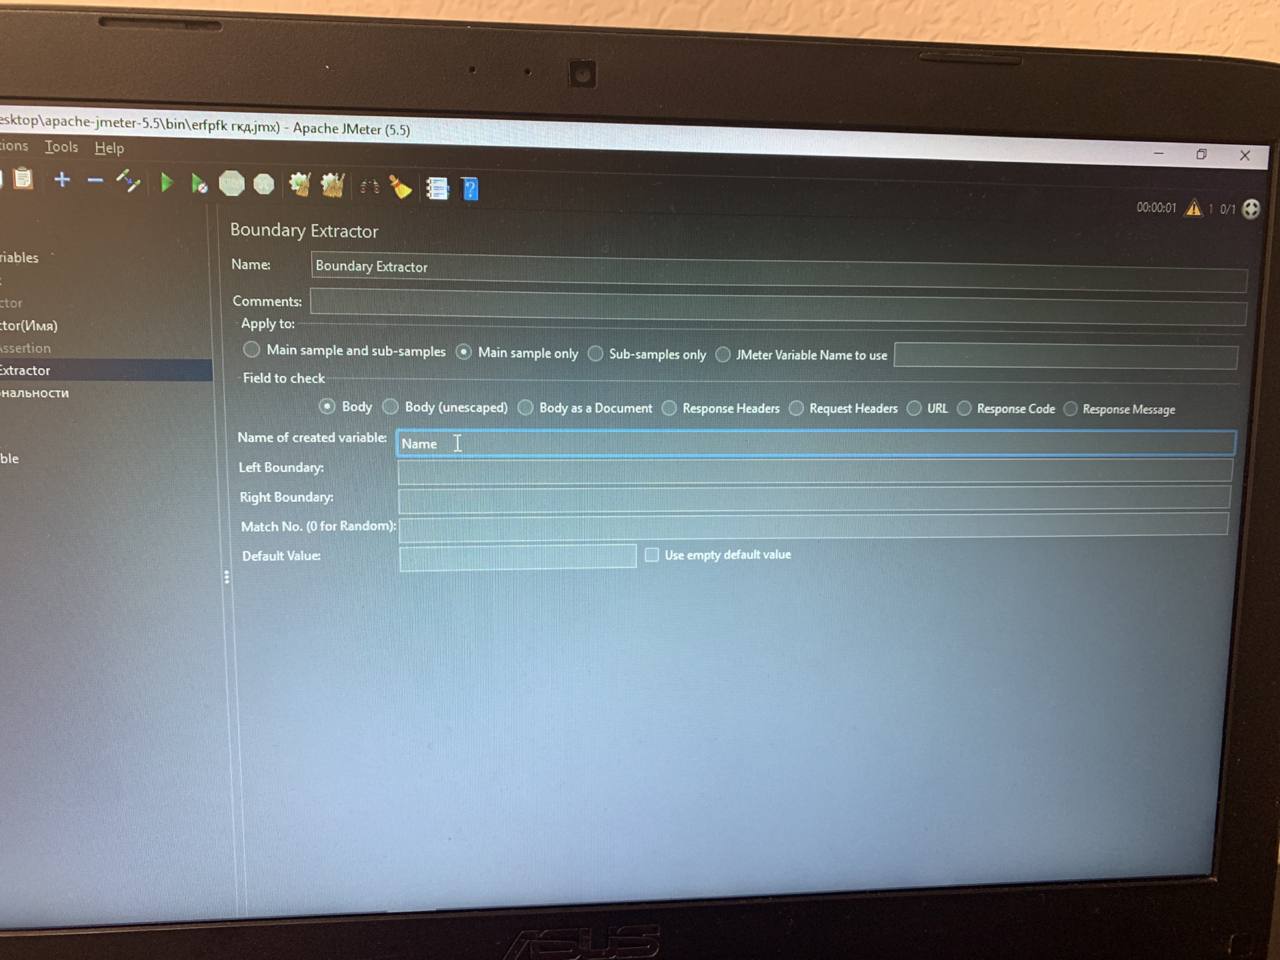 esktop\apache-jmeter-5.5\bin\erfpfk гкд.jmx) - Apache JMeter (5.5)
ions Tools Help
00:00:01 1 0/1
Boundary Extractor
Name: Boundary Extractor
Comments:
Apply to:
Main sample and sub-samples Main sample only Sub-samples only JMeter Variable Name to use
Field to check
Body Body (unescaped) Body as a Document Response Headers Request Headers URL Response Code Response Message
Name of created variable: Name
Left Boundary:
Right Boundary:
Match No. (0 for Random):
Default Value: Use empty default value
riables
ctor
ctor(Имя)
Assertion
Extractor
нальности
ble
ASUS